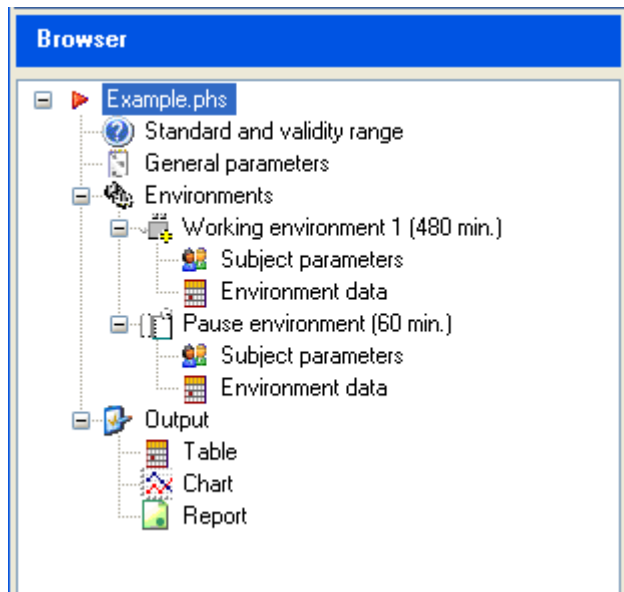 Browser
Example.phs
Standard and validity range
General parameters
Environments
Working environment 1 (480 min.)
Subject parameters
Environment data
Pause environment (60 min.)
Subject parameters
Environment data
Output
Table
Chart
Report